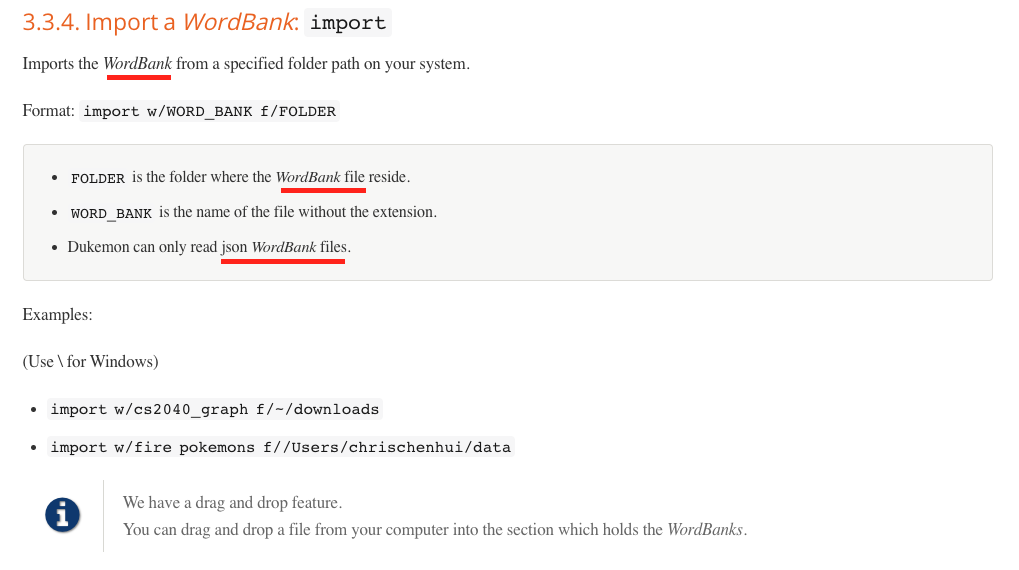 3.3.4. Import a WordBank: import
Imports the WordBank from a specified folder path on your system.
Format: import w/WORD_BANK f/FOLDER
• FOLDER is the folder where the WordBank file reside.
• WORD_BANK is the name of the file without the extension.
• Dukemon can only read json WordBank files.
Examples:
(Use \ for Windows)
• import w/cs2040_graph f/~/downloads
• import w/fire pokemons f//Users/chrischenhui/data
We have a drag and drop feature.
You can drag and drop a file from your computer into the section which holds the WordBanks.